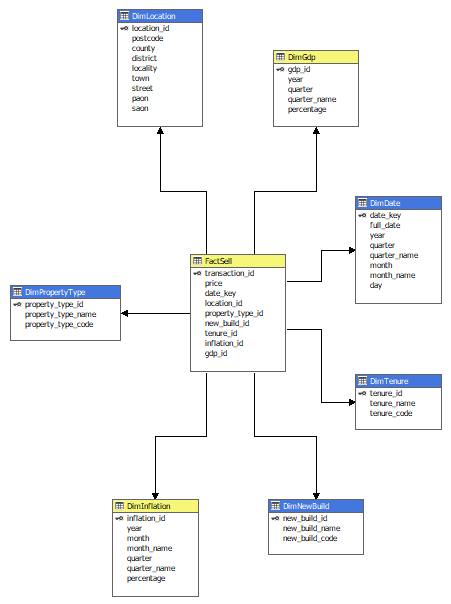 DimLocation
location_id
postcode
county
district
locality
town
street
paon
saon
DimGdp
gdp_id
year
quarter
quarter_name
percentage
DimDate
date_key
full_date
year
quarter
quarter_name
month
month_name
day
FactSell
transaction_id
price
date_key
location_id
property_type_id
new_build_id
tenure_id
inflation_id
gdp_id
DimPropertyType
property_type_id
property_type_name
property_type_code
DimTenure
tenure_id
tenure_name
tenure_code
DimInflation
inflation_id
year
month
month_name
quarter
quarter_name
percentage
DimNewBuild
new_build_id
new_build_name
new_build_code